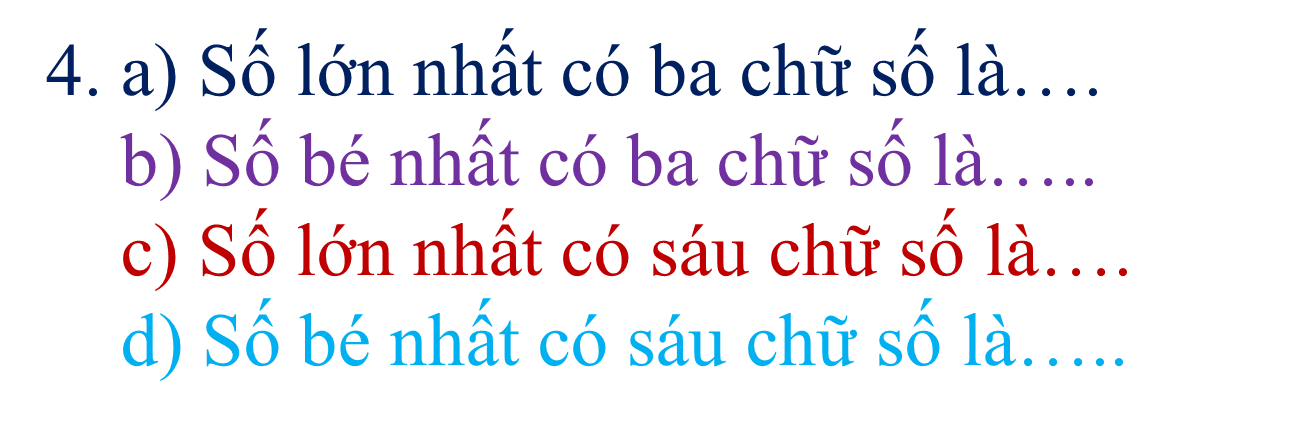 4. a) Số lớn nhất có ba chữ số là….
b) Số bé nhất có ba chữ số là…..
c) Số lớn nhất có sáu chữ số là….
d) Số bé nhất có sáu chữ số là…..